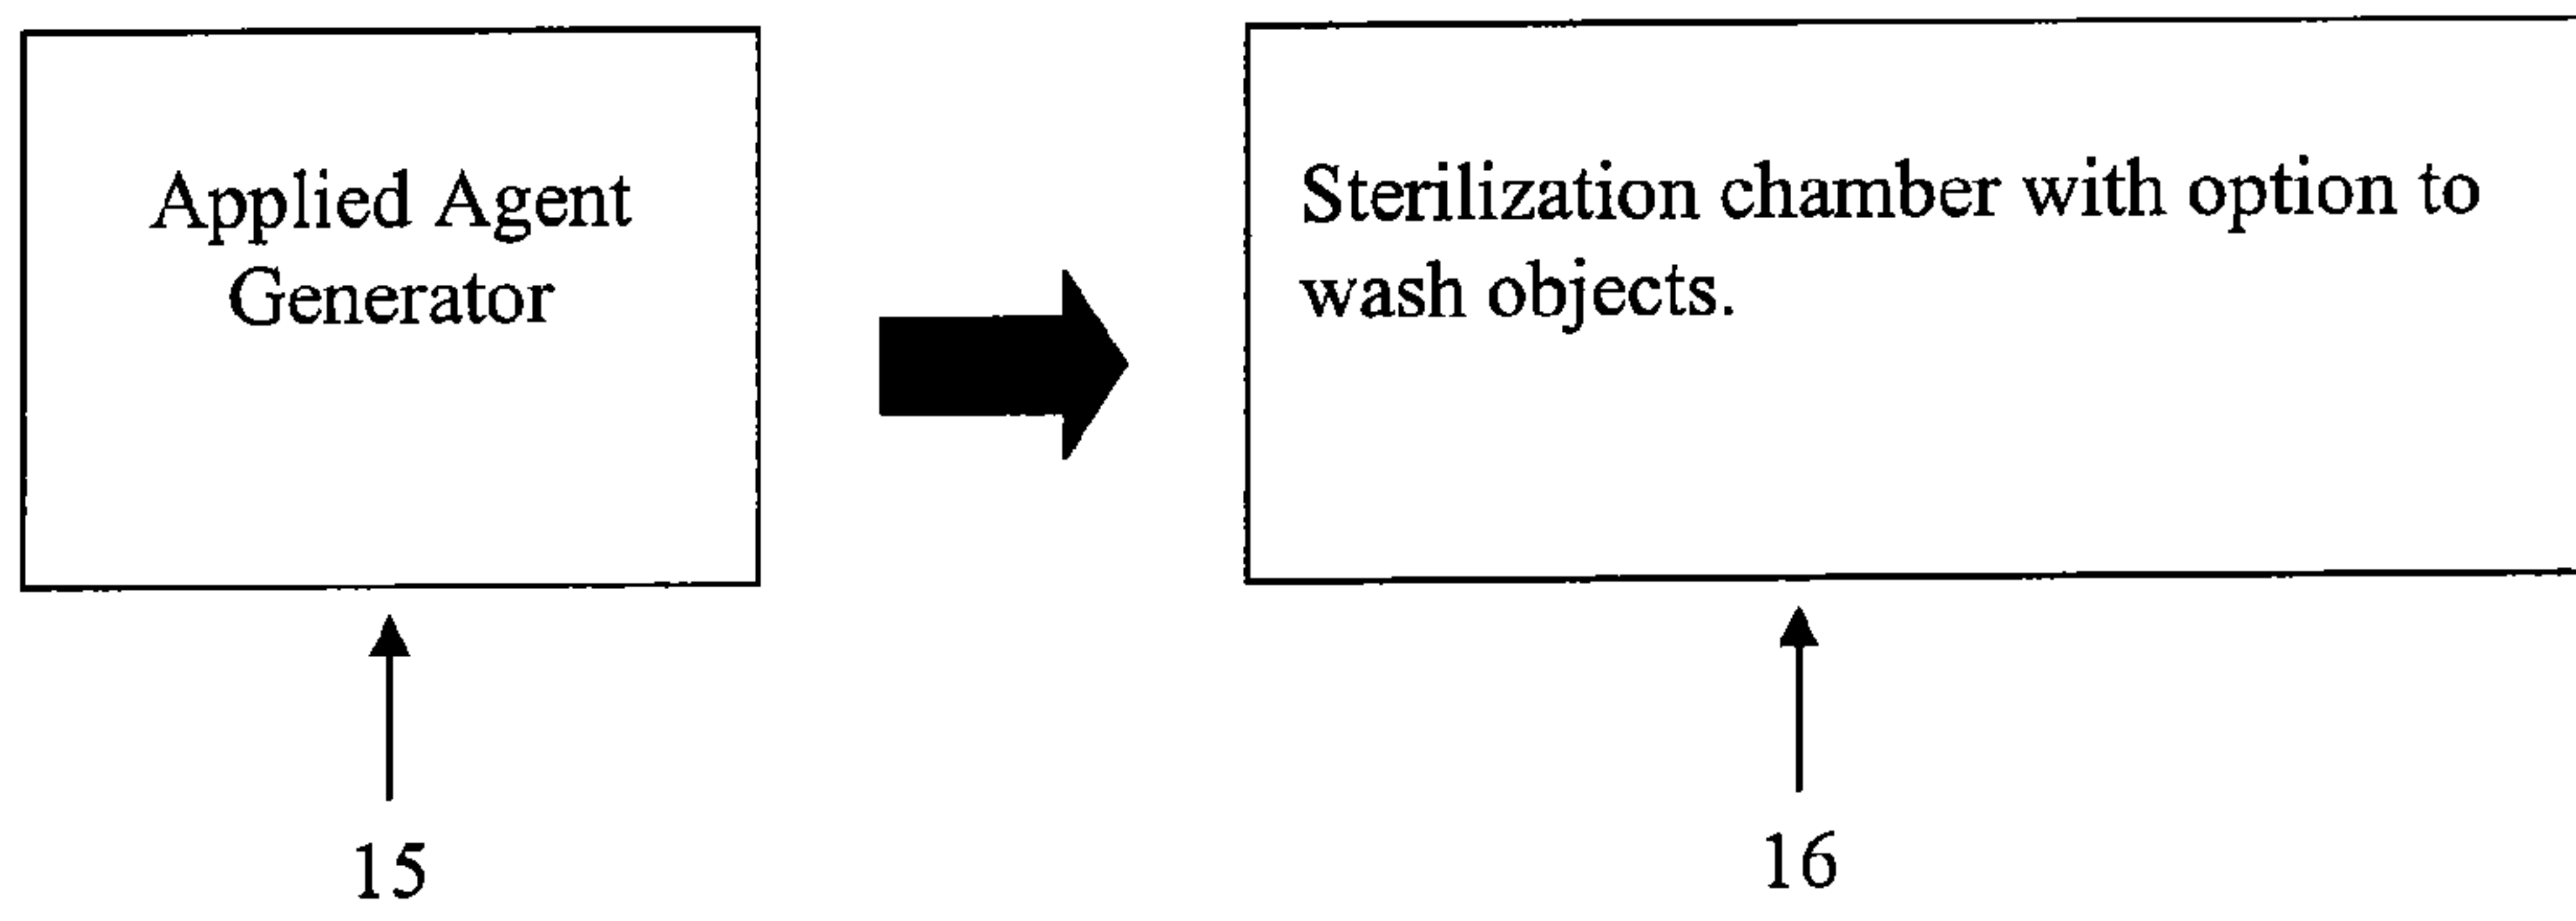 Applied Agent
Generator
Sterilization chamber with option to
wash objects.
15
16